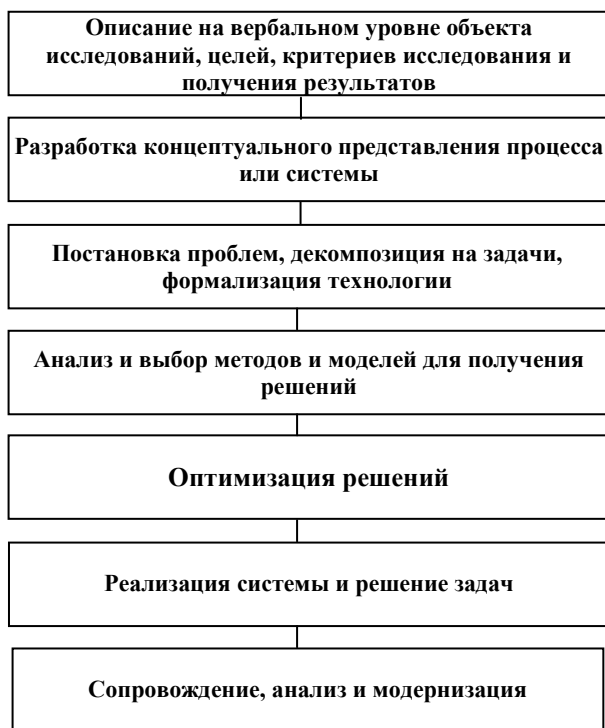 Описание на вербальном уровне объекта
исследований, целей, критериев исследования и
получения результатов
Разработка концептуального представления процесса
или системы
Постановка проблем, декомпозиция на задачи,
формализация технологии
Анализ и выбор методов и моделей для получения
решений
Оптимизация решений
Реализация системы и решение задач
Сопровождение, анализ и модернизация